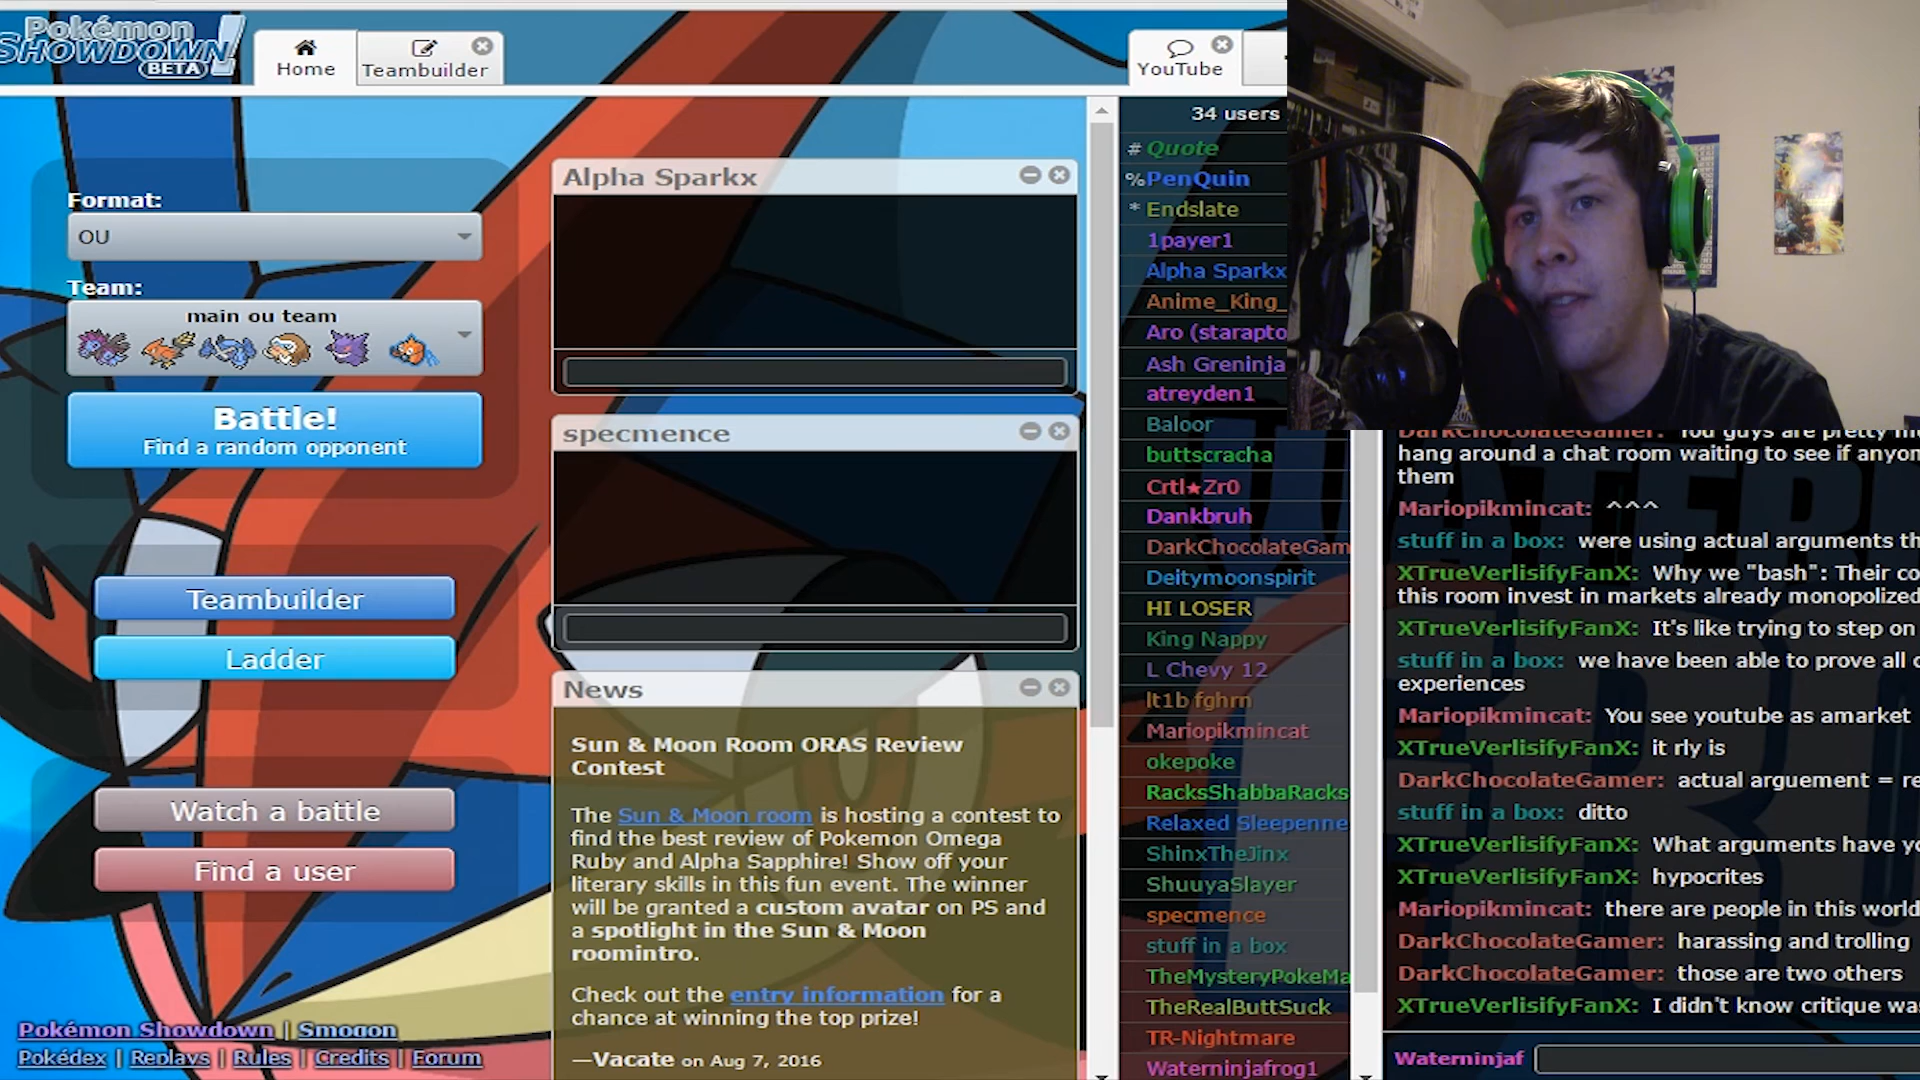 Pokémon
SHOWDOWN!
BETA
Home
Teambuilder
YouTube
Format:
OU
Team:
main ou team
Battle!
Find a random opponent
Teambuilder
Ladder
Watch a battle
Find a user
Pokémon Showdown | Smogon
Pokédex | Replays | Rules | Credits | Forum
Alpha Sparkx
specmence
News
Sun & Moon Room ORAS Review
Contest
The Sun & Moon room is hosting a contest to
find the best review of Pokemon Omega
Ruby and Alpha Sapphire! Show off your
literary skills in this fun event. The winner
will be granted a custom avatar on PS and
a spotlight in the Sun & Moon
roomintro.
Check out the entry information for a
chance at winning the top prize!
—Vacate on Aug 7, 2016
34 users
# Quote
%PenQuin
* Endslate
1payer1
Alpha Sparkx
Anime_King_
Aro (starapto
Ash Greninja
atreyden1
Baloor
buttscracha
Crtl★Zr0
Dankbruh
DarkChocolateGam
Deitymoonspirit
HI LOSER
King Nappy
L Chevy 12
lt1b fghrn
Mariopikmincat
okepoke
RacksShabbaRacks
Relaxed Sleepenne
ShinxTheJinx
ShuuyaSlayer
specmence
stuff in a box
TheMysteryPokeMa
TheRealButtSuck
TR-Nightmare
Waterninjafrog1
DarkChocolateGamer: You guys are pretty
hang around a chat room waiting to see if anyon
them
Mariopikmincat: ^^^
stuff in a box: were using actual arguments th
XTrueVerlisifyFanX: Why we "bash": Their co
this room invest in markets already monopolized
XTrueVerlisifyFanX: It's like trying to step on
stuff in a box: we have been able to prove all
experiences
Mariopikmincat: You see youtube as amarket
XTrueVerlisifyFanX: it rly is
DarkChocolateGamer: actual arguement = re
stuff in a box: ditto
XTrueVerlisifyFanX: What arguments have yo
XTrueVerlisifyFanX: hypocrites
Mariopikmincat: there are people in this world
DarkChocolateGamer: harassing and trolling
DarkChocolateGamer: those are two others
XTrueVerlisifyFanX: I didn't know critique wa
Waterninjaf